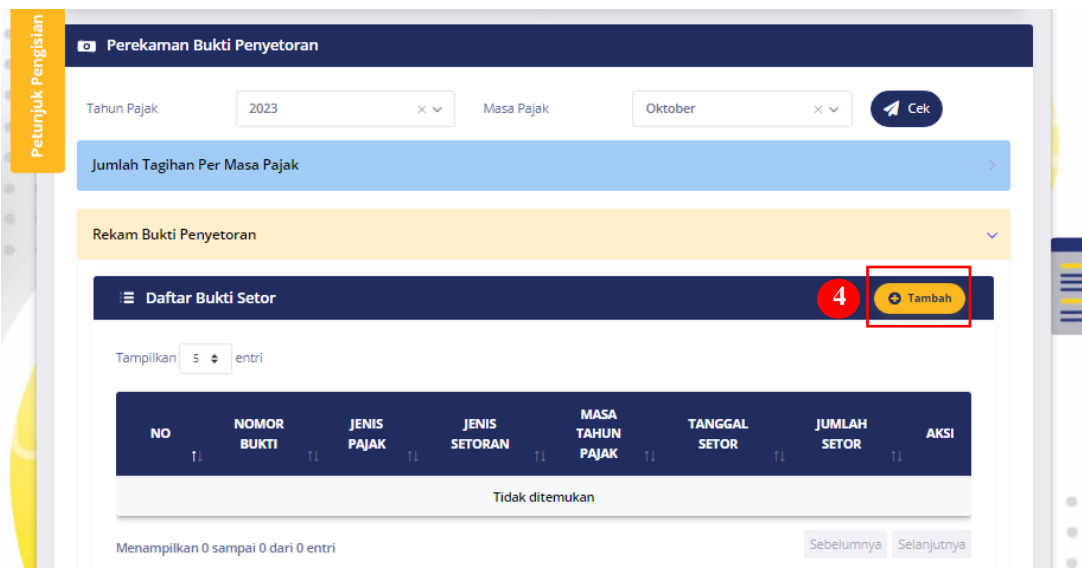 Petunjuk Pengisian
Perekaman Bukti Penyetoran
Tahun Pajak 2023 Masa Pajak Oktober Cek
Jumlah Tagihan Per Masa Pajak
Rekam Bukti Penyetoran
Daftar Bukti Setor 4 Tambah
Tampilkan 5 entri
NO
NOMOR
BUKTI
JENIS
PAJAK
JENIS
SETORAN
MASA
TAHUN
PAJAK
TANGGAL
SETOR
JUMLAH
SETOR
AKSI
Tidak ditemukan
Menampilkan 0 sampai 0 dari 0 entri Sebelumnya Selanjutnya